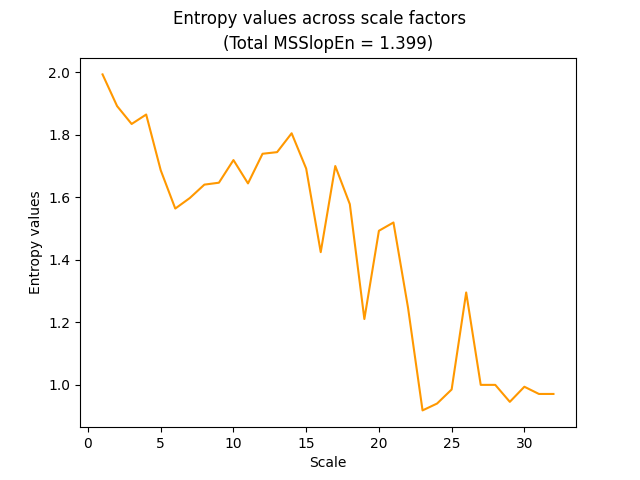 Entropy values across scale factors
(Total MSSlopEn = 1.399)
2.0
1.8
1.6
1.4
1.2
1.0
Entropy values
0 5 10 15 20 25 30
Scale